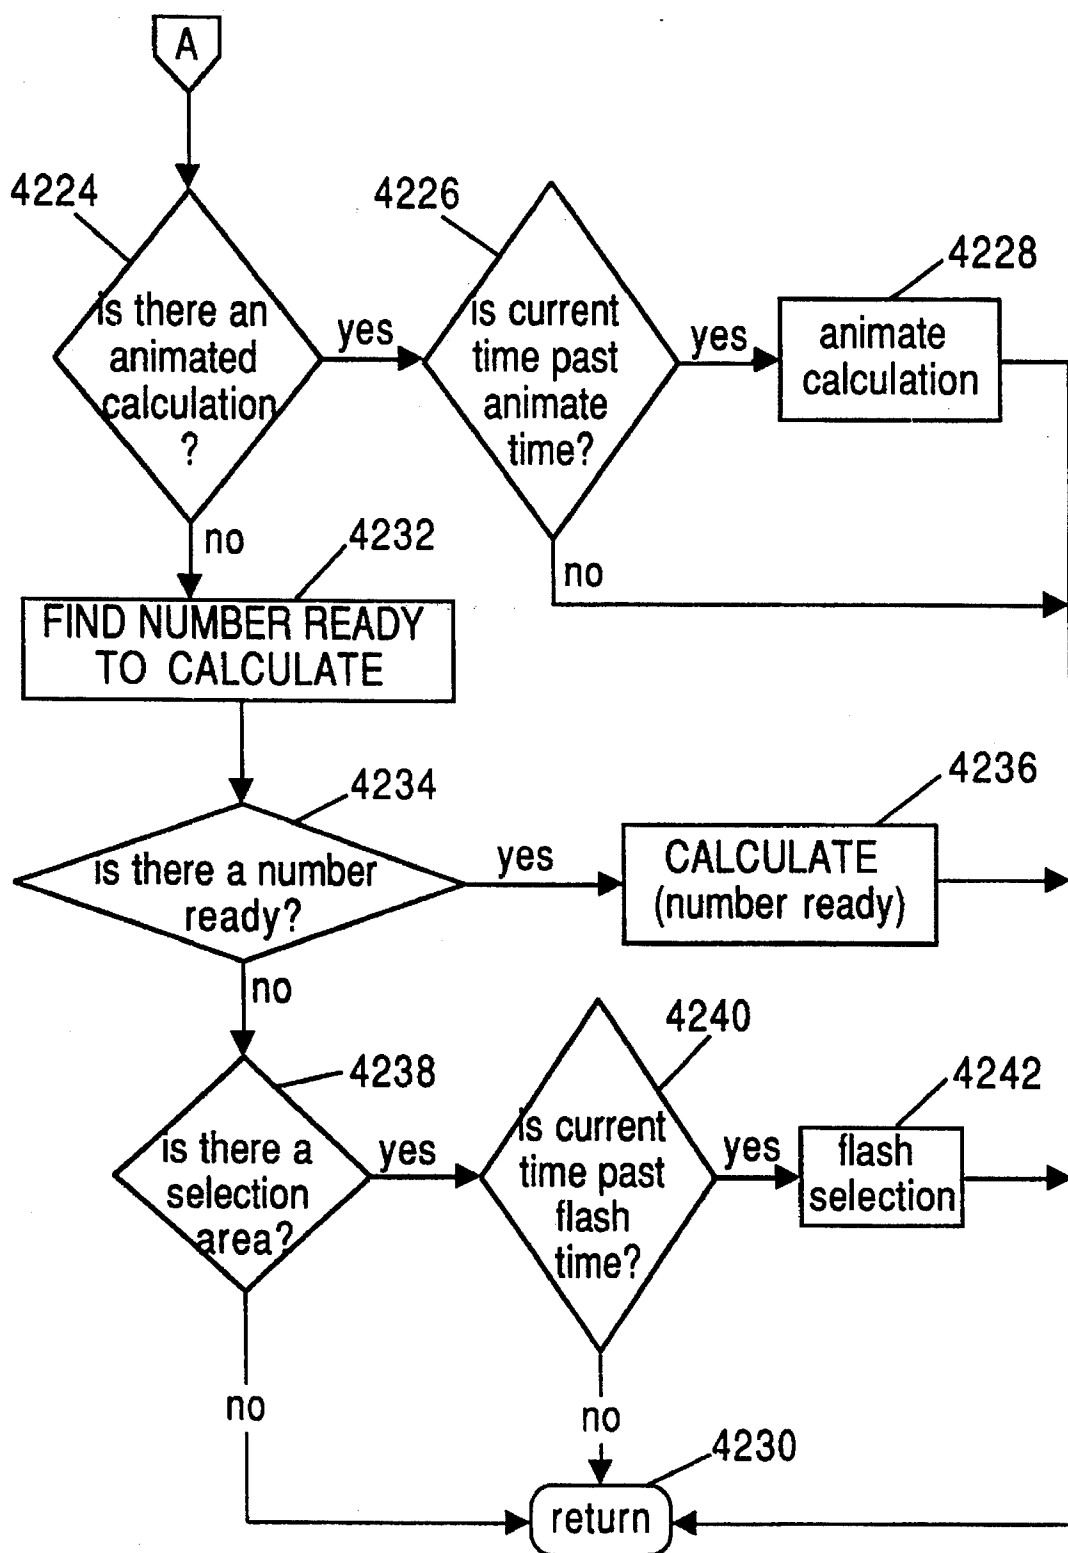 A
4224
is there an
animated
calculation
?
yes
4226
is current
time past
animate
time?
yes
4228
animate
calculation
no
no
4232
FIND NUMBER READY
TO CALCULATE
4234
is there a number
ready?
yes
4236
CALCULATE
(number ready)
no
4238
is there a
selection
area?
yes
4240
is current
time past
flash
time?
yes
4242
flash
selection
no
no
4230
return